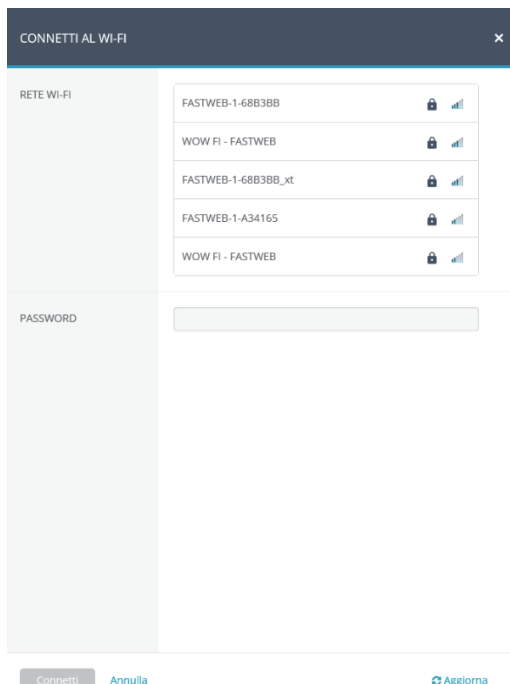 CONNETTI AL WI-FI
RETE WI-FI
FASTWEB-1-68B3BB
WOW FI - FASTWEB
FASTWEB-1-68B3BB_xt
FASTWEB-1-A34165
WOW FI - FASTWEB
PASSWORD
Connetti Annulla Aggiorna